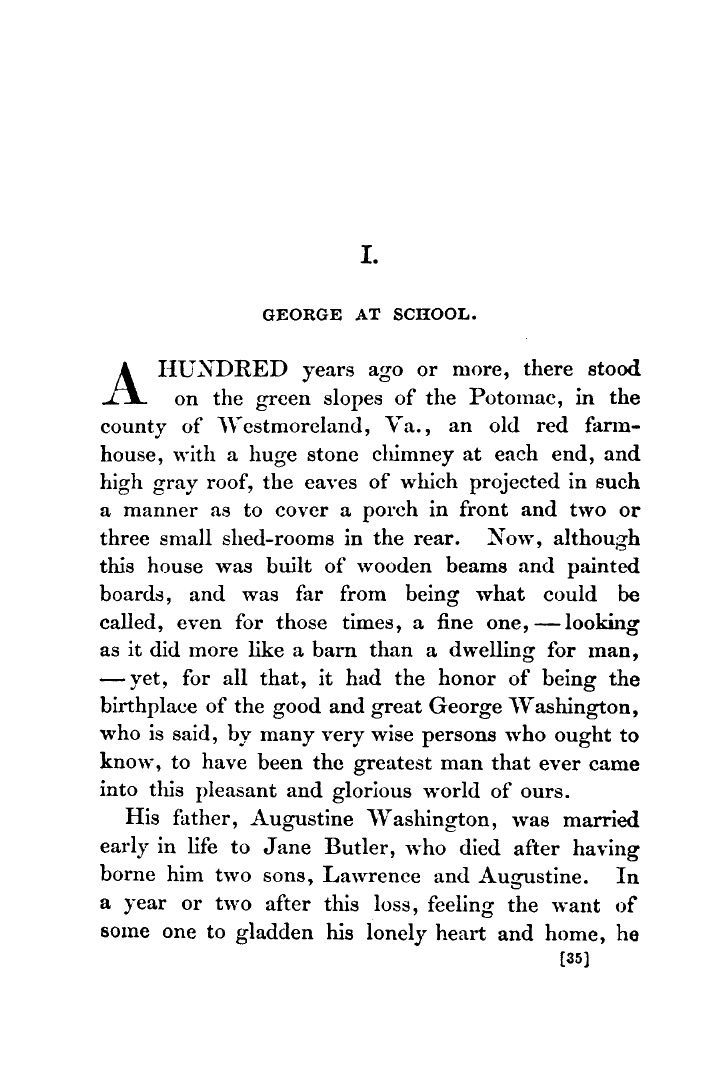 I.
GEORGE AT SCHOOL.
A HUNDRED years ago or more, there stood
on the green slopes of the Potomac, in the
county of Westmoreland, Va., an old red farm-
house, with a huge stone chimney at each end, and
high gray roof, the eaves of which projected in such
a manner as to cover a porch in front and two or
three small shed-rooms in the rear. Now, although
this house was built of wooden beams and painted
boards, and was far from being what could be
called, even for those times, a fine one, — looking
as it did more like a barn than a dwelling for man,
— yet, for all that, it had the honor of being the
birthplace of the good and great George Washington,
who is said, by many very wise persons who ought to
know, to have been the greatest man that ever came
into this pleasant and glorious world of ours.
His father, Augustine Washington, was married
early in life to Jane Butler, who died after having
borne him two sons, Lawrence and Augustine. In
a year or two after this loss, feeling the want of
some one to gladden his lonely heart and home, he
[35]